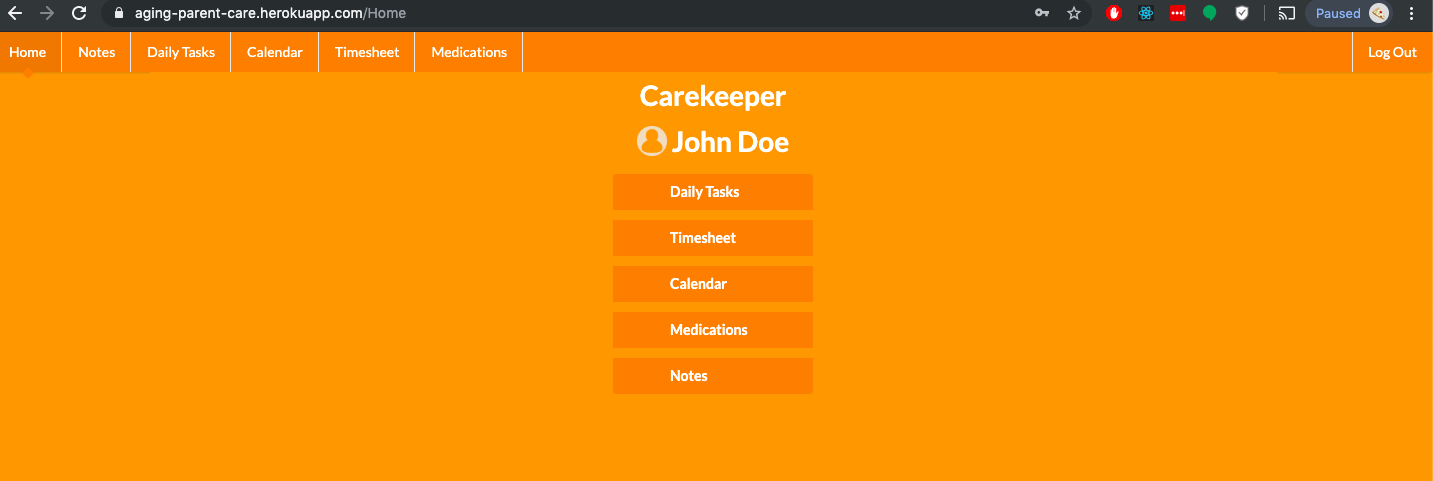 aging-parent-care.herokuapp.com/Home Paused
Home Notes Daily Tasks Calendar Timesheet Medications Log Out
Carekeeper
John Doe
Daily Tasks
Timesheet
Calendar
Medications
Notes